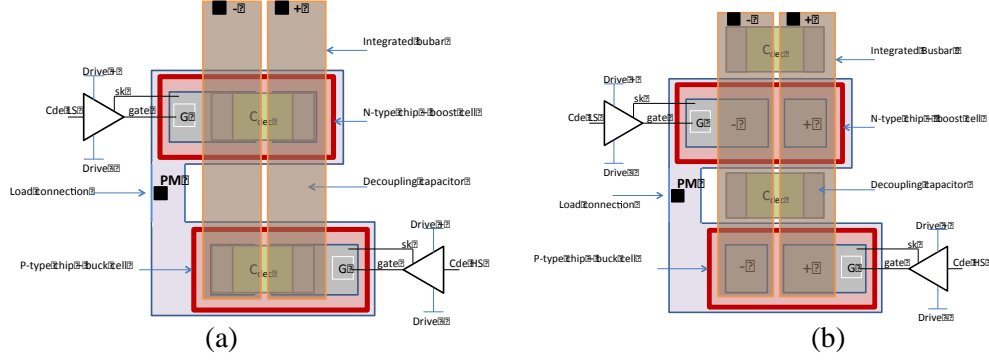 -
+
Integrated bubar
Drive +
sk
Cde LS
gate
G
Cdec
N-type chip – boost cell
Drive -
PM
Load connection
Decoupling capacitor
Drive +
sk
P-type chip – buck cell
Cdec
G
gate
Cde HS
Drive -
(a)
-
+
Cdec
Integrated Busbar
Drive +
sk
Cde LS
gate
G
-
+
N-type chip – boost cell
Drive -
PM
Cdec
Decoupling capacitor
Load connection
Drive +
sk
P-type chip – buck cell
-
+
G
gate
Cde HS
Drive -
(b)